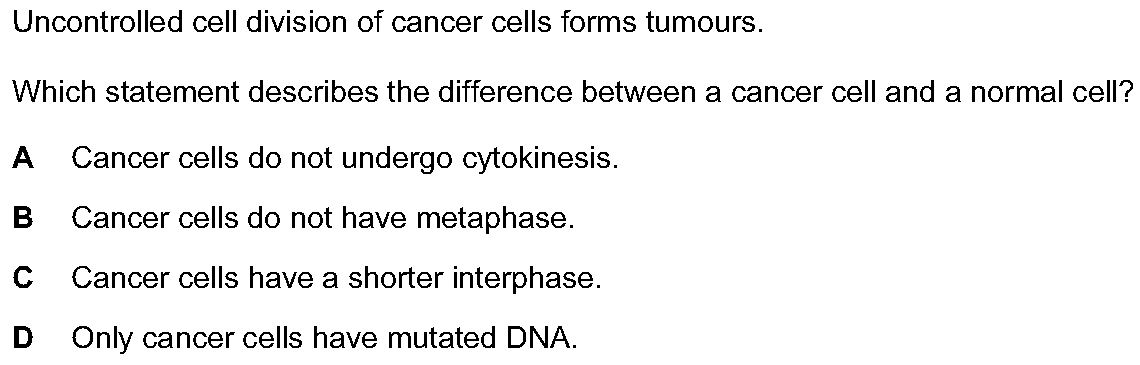 Uncontrolled cell division of cancer cells forms tumours.
Which statement describes the difference between a cancer cell and a normal cell?
A Cancer cells do not undergo cytokinesis.
B Cancer cells do not have metaphase.
C Cancer cells have a shorter interphase.
D Only cancer cells have mutated DNA.